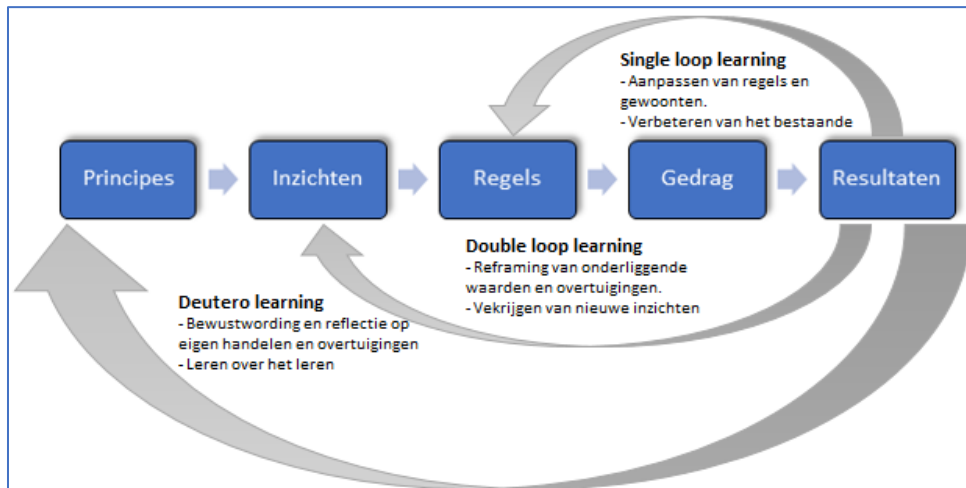 Single loop learning
- Aanpassen van regels en
gewoonten.
- Verbeteren van het bestaande
Principes
Inzichten
Regels
Gedrag
Resultaten
Double loop learning
- Reframing van onderliggende
waarden en overtuigingen.
- Vekrijgen van nieuwe inzichten
Deutero learning
- Bewustwording en reflectie op
eigen handelen en overtuigingen
- Leren over het leren